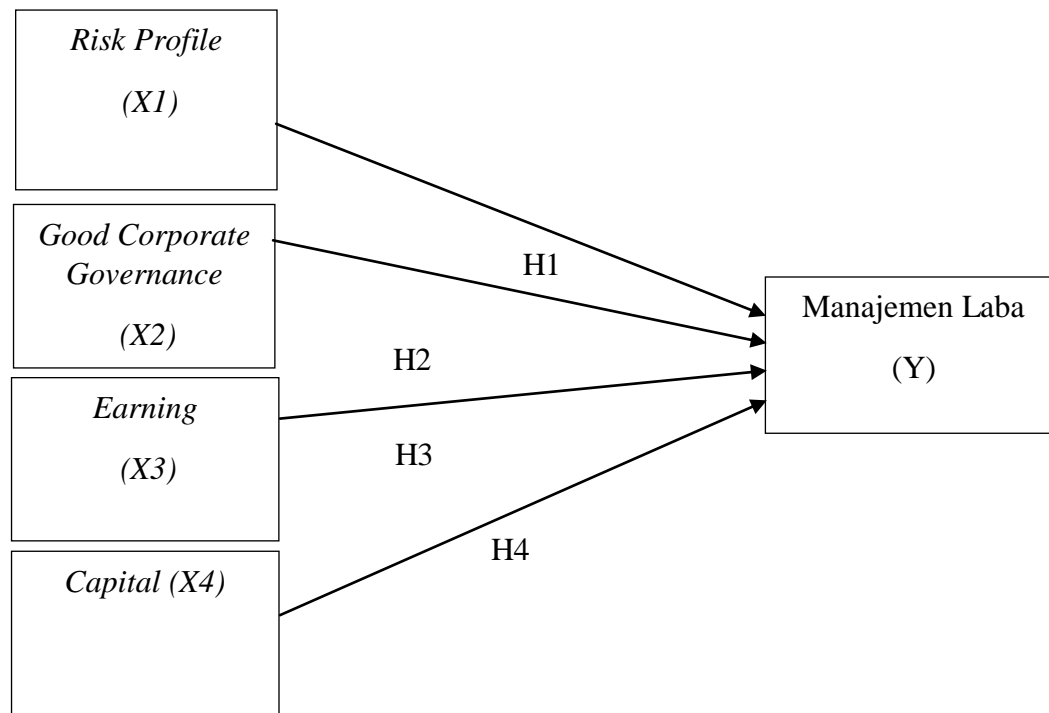 Risk Profile
(X1)
Good Corporate
Governance
(X2)
Earning
(X3)
Capital (X4)
H1
H2
H3
H4
Manajemen Laba
(Y)